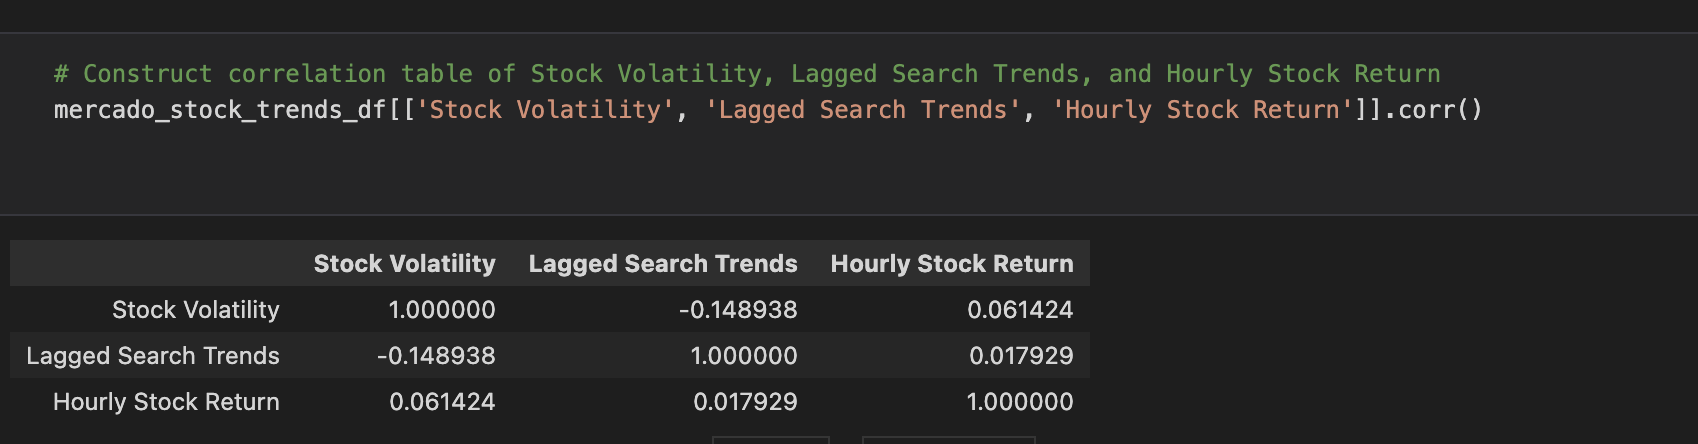 # Construct correlation table of Stock Volatility, Lagged Search Trends, and Hourly Stock Return
mercado_stock_trends_df[['Stock Volatility', 'Lagged Search Trends', 'Hourly Stock Return']].corr()
Stock Volatility Lagged Search Trends Hourly Stock Return
Stock Volatility 1.000000 -0.148938 0.061424
Lagged Search Trends -0.148938 1.000000 0.017929
Hourly Stock Return 0.061424 0.017929 1.000000